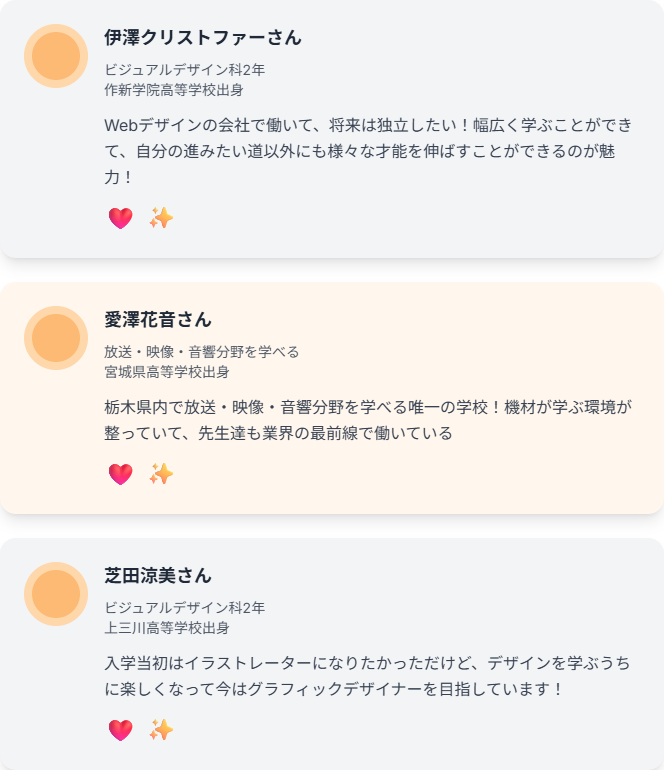 伊澤クリストファーさん
ビジュアルデザイン科2年
作新学院高等学校出身
Webデザインの会社で働いて、将来は独立したい！幅広く学ぶことができ
て、自分の進みたい道以外にも様々な才能を伸ばすことができるのが魅
力！
愛澤花音さん
放送・映像・音響分野を学べる
宮城県高等学校出身
栃木県内で放送・映像・音響分野を学べる唯一の学校！機材が学ぶ環境が
整っていて、先生達も業界の最前線で働いている
芝田涼美さん
ビジュアルデザイン科2年
上三川高等学校出身
入学当初はイラストレーターになりたかっただけど、デザインを学ぶうち
に楽しくなって今はグラフィックデザイナーを目指しています！